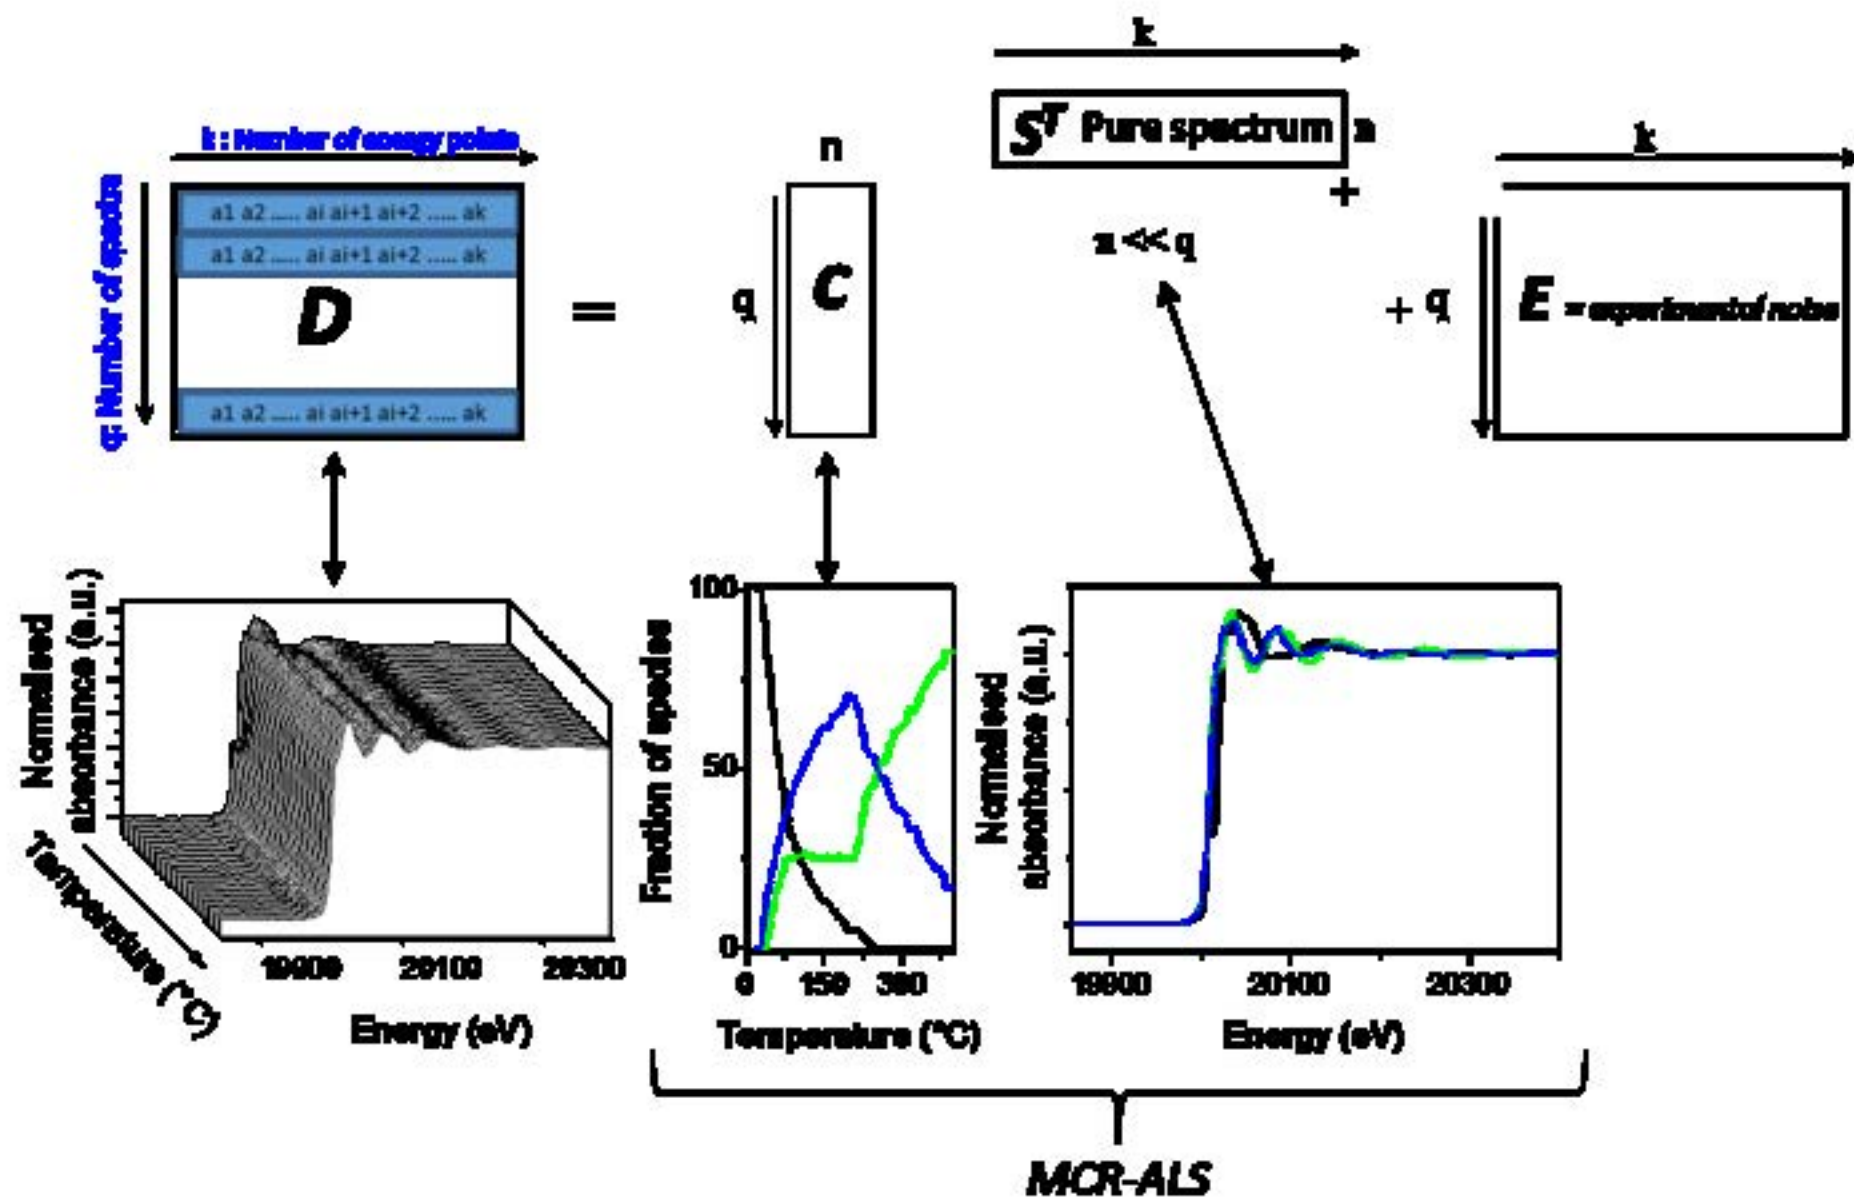 k
k : Number of energy points
n
S^T Pure spectrum
n
k
q: Number of spectra
a1 a2 ..... ai ai+1 ai+2 ..... ak
a1 a2 ..... ai ai+1 ai+2 ..... ak
D
a1 a2 ..... ai ai+1 ai+2 ..... ak
=
q
C
+
n << q
+ q
E = experimental noise
Normalised
absorbance (a.u.)
Temperature (°C)
19900 20100 20300
Energy (eV)
Fraction of species
100
50
0
0 150 300
Temperature (°C)
Normalised
absorbance (a.u.)
19900 20100 20300
Energy (eV)
MCR-ALS